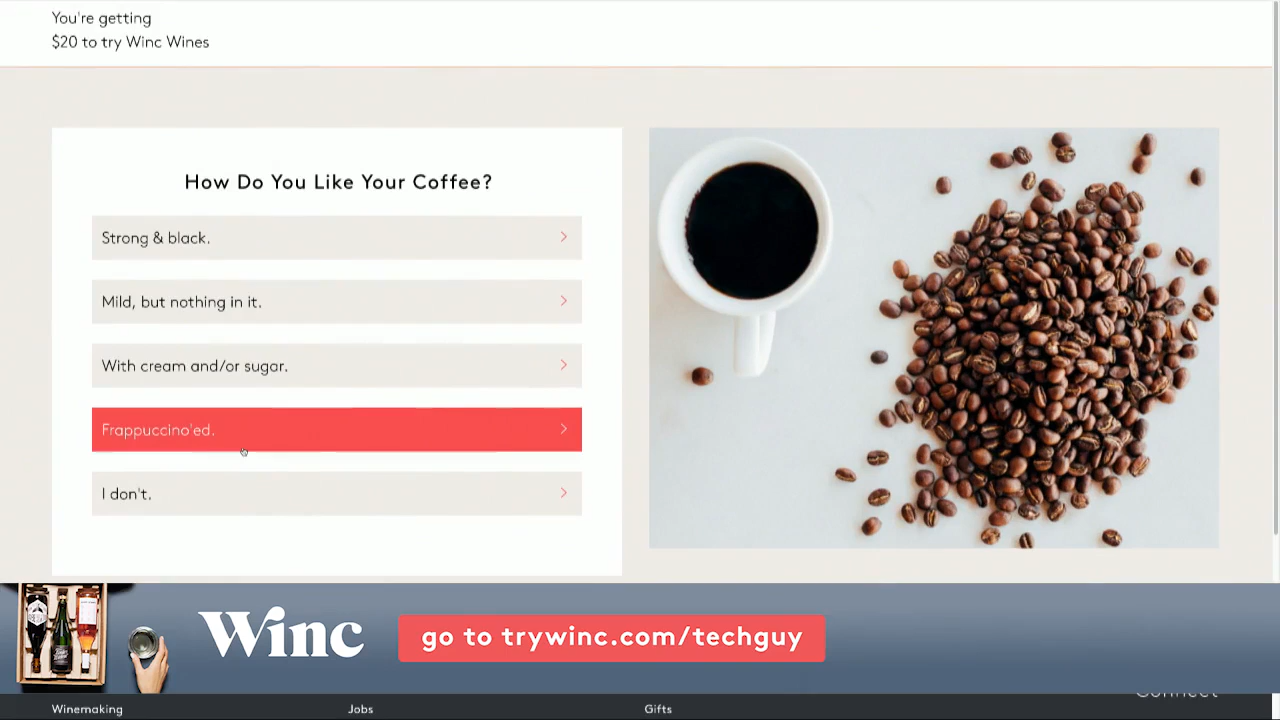 You're getting
$20 to try Winc Wines
How Do You Like Your Coffee?
Strong & black.
Mild, but nothing in it.
With cream and/or sugar.
Frappuccino'ed.
I don't.
Winc
go to trywinc.com/techguy
Connect
Winemaking
Jobs
Gifts